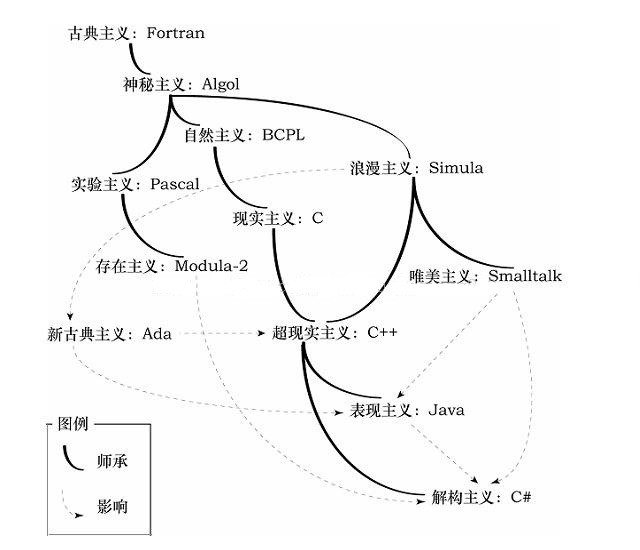 古典主义：Fortran
神秘主义：Algol
自然主义：BCPL
浪漫主义：Simula
实验主义：Pascal
现实主义：C
存在主义：Modula-2
唯美主义：Smalltalk
新古典主义：Ada
超现实主义：C++
表现主义：Java
图例
师承
影响
解构主义：C#